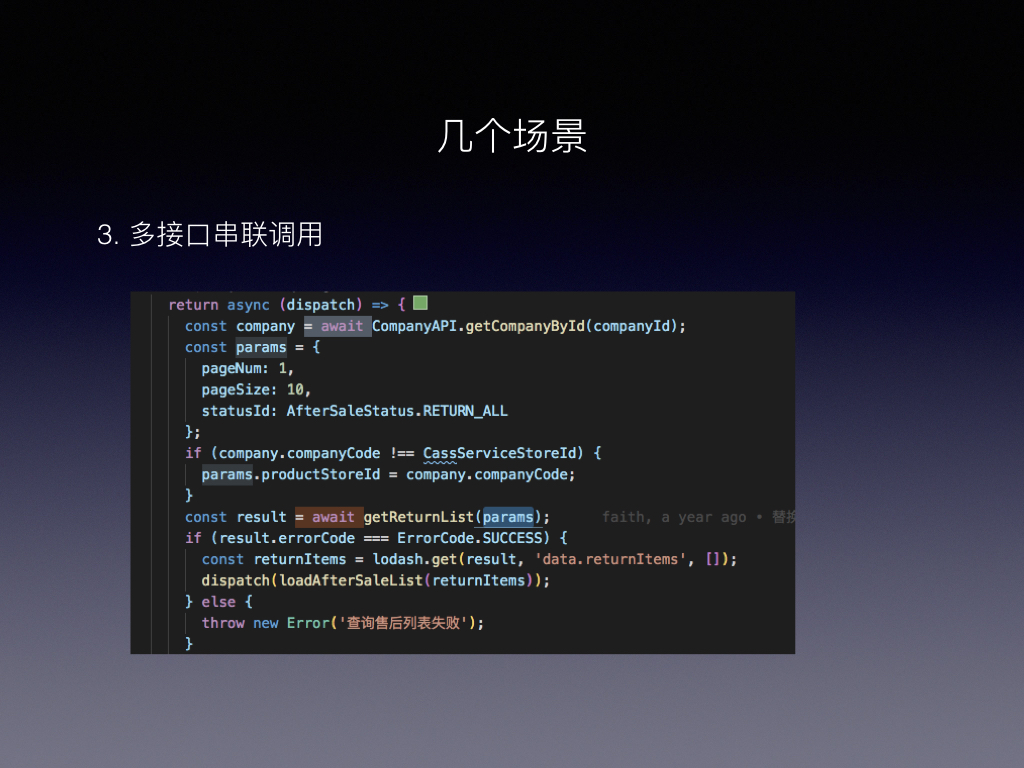 几个场景
3. 多接口串联调用
return async (dispatch) => {
const company = await CompanyAPI.getCompanyById(companyId);
const params = {
pageNum: 1,
pageSize: 10,
statusId: AfterSaleStatus.RETURN_ALL
};
if (company.companyCode !== CassServiceStoreId) {
params.productStoreId = company.companyCode;
}
const result = await getReturnList(params); faith, a year ago • 替换
if (result.errorCode === ErrorCode.SUCCESS) {
const returnItems = lodash.get(result, 'data.returnItems', []);
dispatch(loadAfterSaleList(returnItems));
} else {
throw new Error('查询售后列表失败');
}